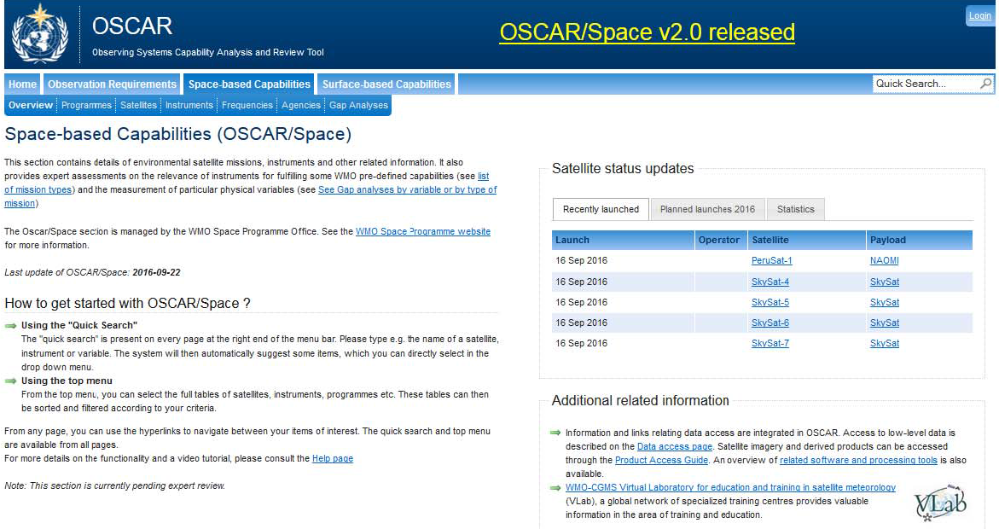 OSCAR
Observing Systems Capability Analysis and Review Tool
OSCAR/Space v2.0 released
Login
Home
Observation Requirements
Space-based Capabilities
Surface-based Capabilities
Quick Search...
Overview
Programmes
Satellites
Instruments
Frequencies
Agencies
Gap Analyses
Space-based Capabilities (OSCAR/Space)
This section contains details of environmental satellite missions, instruments and other related information. It also
provides expert assessments on the relevance of instruments for fulfilling some WMO pre-defined capabilities (see list
of mission types) and the measurement of particular physical variables (see See Gap analyses by variable or by type of
mission)
The Oscar/Space section is managed by the WMO Space Programme Office. See the WMO Space Programme website
for more information.
Last update of OSCAR/Space: 2016-09-22
How to get started with OSCAR/Space ?
Using the "Quick Search"
The "quick search" is present on every page at the right end of the menu bar. Please type e.g. the name of a satellite,
instrument or variable. The system will then automatically suggest some items, which you can directly select in the
drop down menu.
Using the top menu
From the top menu, you can select the full tables of satellites, instruments, programmes etc. These tables can then
be sorted and filtered according to your criteria.
From any page, you can use the hyperlinks to navigate between your items of interest. The quick search and top menu
are available from all pages.
For more details on the functionality and a video tutorial, please consult the Help page
Note: This section is currently pending expert review.
Satellite status updates
Recently launched
Planned launches 2016
Statistics
Launch Operator Satellite Payload
16 Sep 2016 PeruSat-1 NAOMI
16 Sep 2016 SkySat-4 SkySat
16 Sep 2016 SkySat-5 SkySat
16 Sep 2016 SkySat-6 SkySat
16 Sep 2016 SkySat-7 SkySat
Additional related information
Information and links relating data access are integrated in OSCAR. Access to low-level data is
described on the Data access page. Satellite imagery and derived products can be accessed
through the Product Access Guide. An overview of related software and processing tools is also
available.
WMO-CGMS Virtual Laboratory for education and training in satellite meteorology
(VLab), a global network of specialized training centres provides valuable
information in the area of training and education.
VLab